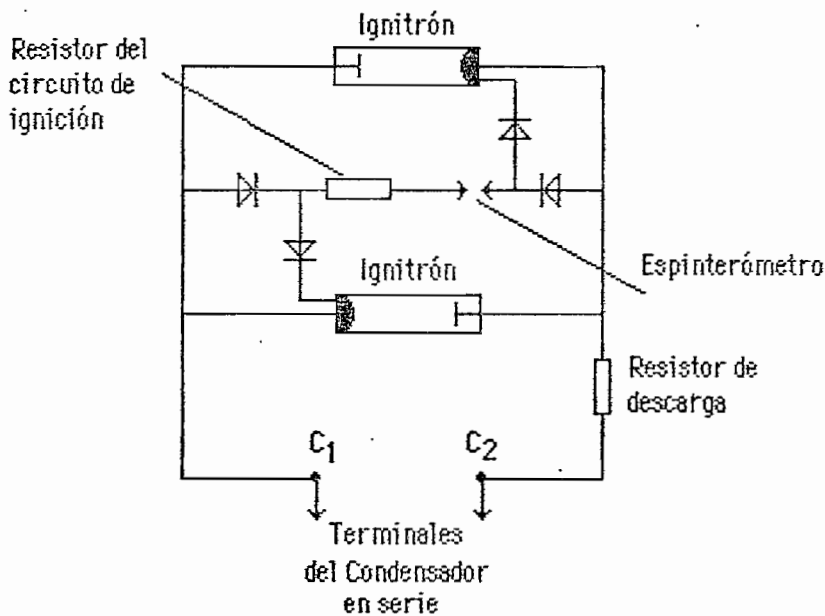 Ignitrón
Resistor del
circuito de
ignición
Ignitrón
Espinterómetro
Resistor de
descarga
C1
C2
Terminales
del Condensador
en serie